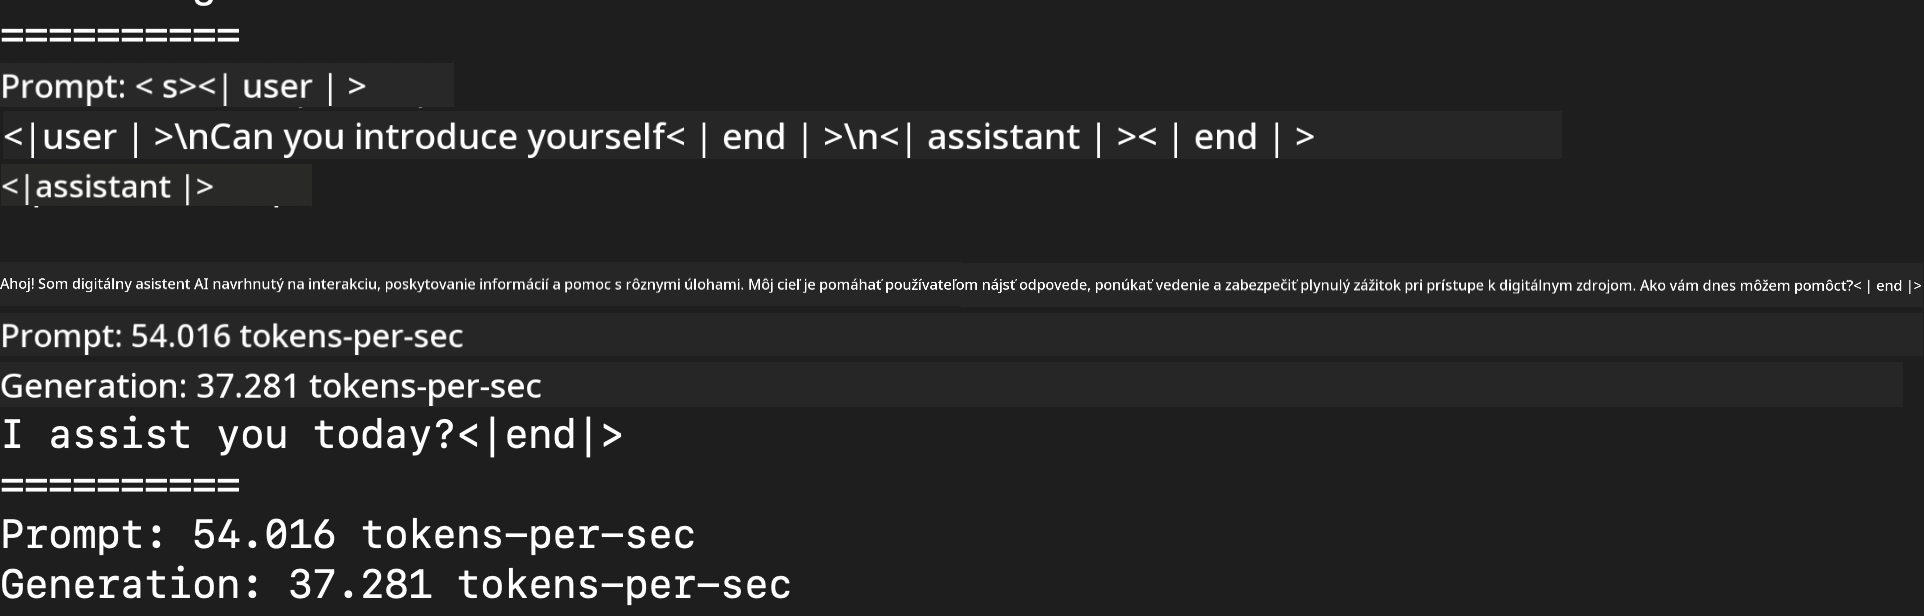 ==========
Prompt: < s><| user | >
<|user | >\nCan you introduce yourself< | end | >\n<| assistant | >< | end | >
<|assistant |>
Ahoj! Som digitálny asistent AI navrhnutý na interakciu, poskytovanie informácií a pomoc s rôznymi úlohami. Môj cieľ je pomáhať používateľom nájsť odpovede, ponúkať vedenie a zabezpečiť plynulý zážitok pri prístupe k digitálnym zdrojom. Ako vám dnes môžem pomôcť?< | end |>
Prompt: 54.016 tokens-per-sec
Generation: 37.281 tokens-per-sec
I assist you today?<|end|>
==========
Prompt: 54.016 tokens-per-sec
Generation: 37.281 tokens-per-sec